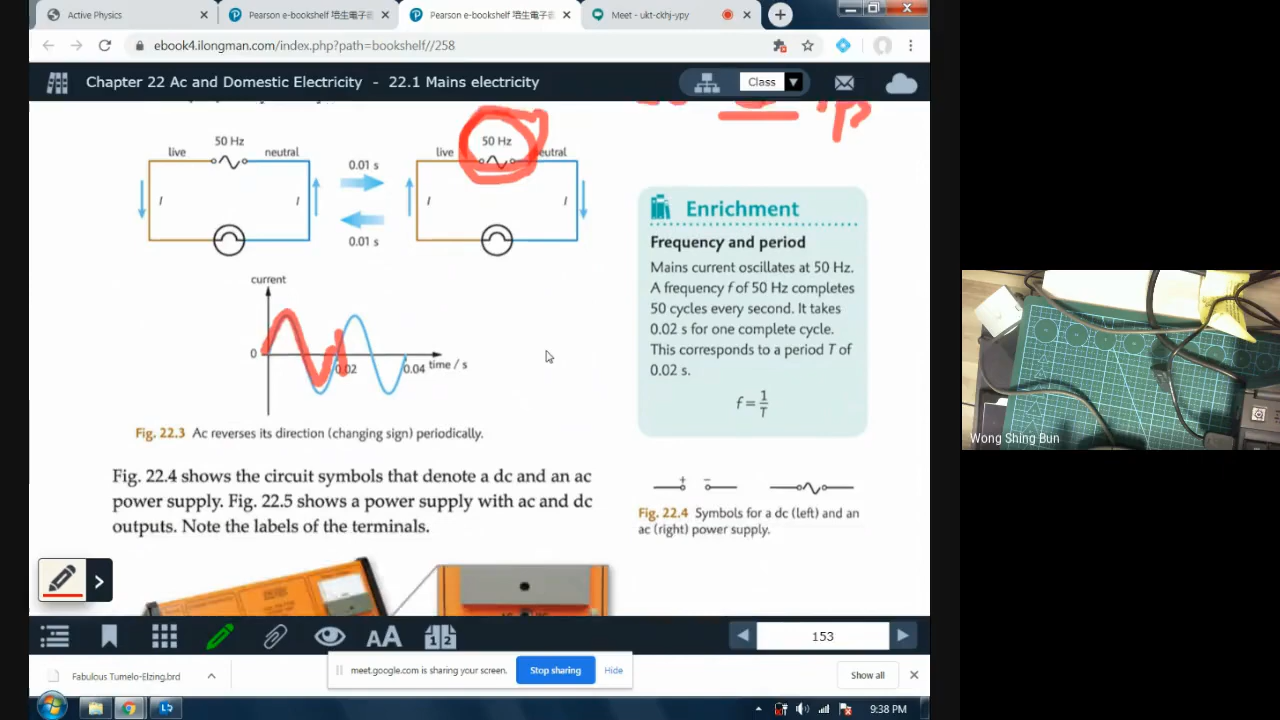 Active Physics
Pearson e-bookshelf 培生電子
Pearson e-bookshelf 培生電子
Meet - ukt-ckhj-ypy
ebook4.ilongman.com/index.php?path=bookshelf//258
Chapter 22 Ac and Domestic Electricity - 22.1 Mains electricity
Class
50 Hz
live
neutral
I
I
0.01 s
0.01 s
50 Hz
live
neutral
I
I
current
0
0.02
0.04
time / s
Fig. 22.3 Ac reverses its direction (changing sign) periodically.
Fig. 22.4 shows the circuit symbols that denote a dc and an ac
power supply. Fig. 22.5 shows a power supply with ac and dc
outputs. Note the labels of the terminals.
Enrichment
Frequency and period
Mains current oscillates at 50 Hz.
A frequency f of 50 Hz completes
50 cycles every second. It takes
0.02 s for one complete cycle.
This corresponds to a period T of
0.02 s.
f = 1/T
+ −
Fig. 22.4 Symbols for a dc (left) and an
ac (right) power supply.
Wong Shing Bun
AA
1 2
153
meet.google.com is sharing your screen.
Stop sharing
Hide
Fabulous Tumelo-Elzing.brd
Show all
9:38 PM